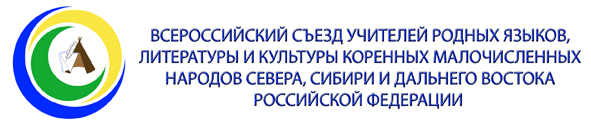 ВСЕРОССИЙСКИЙ СЪЕЗД УЧИТЕЛЕЙ РОДНЫХ ЯЗЫКОВ,
ЛИТЕРАТУРЫ И КУЛЬТУРЫ КОРЕННЫХ МАЛОЧИСЛЕННЫХ
НАРОДОВ СЕВЕРА, СИБИРИ И ДАЛЬНЕГО ВОСТОКА
РОССИЙСКОЙ ФЕДЕРАЦИИ